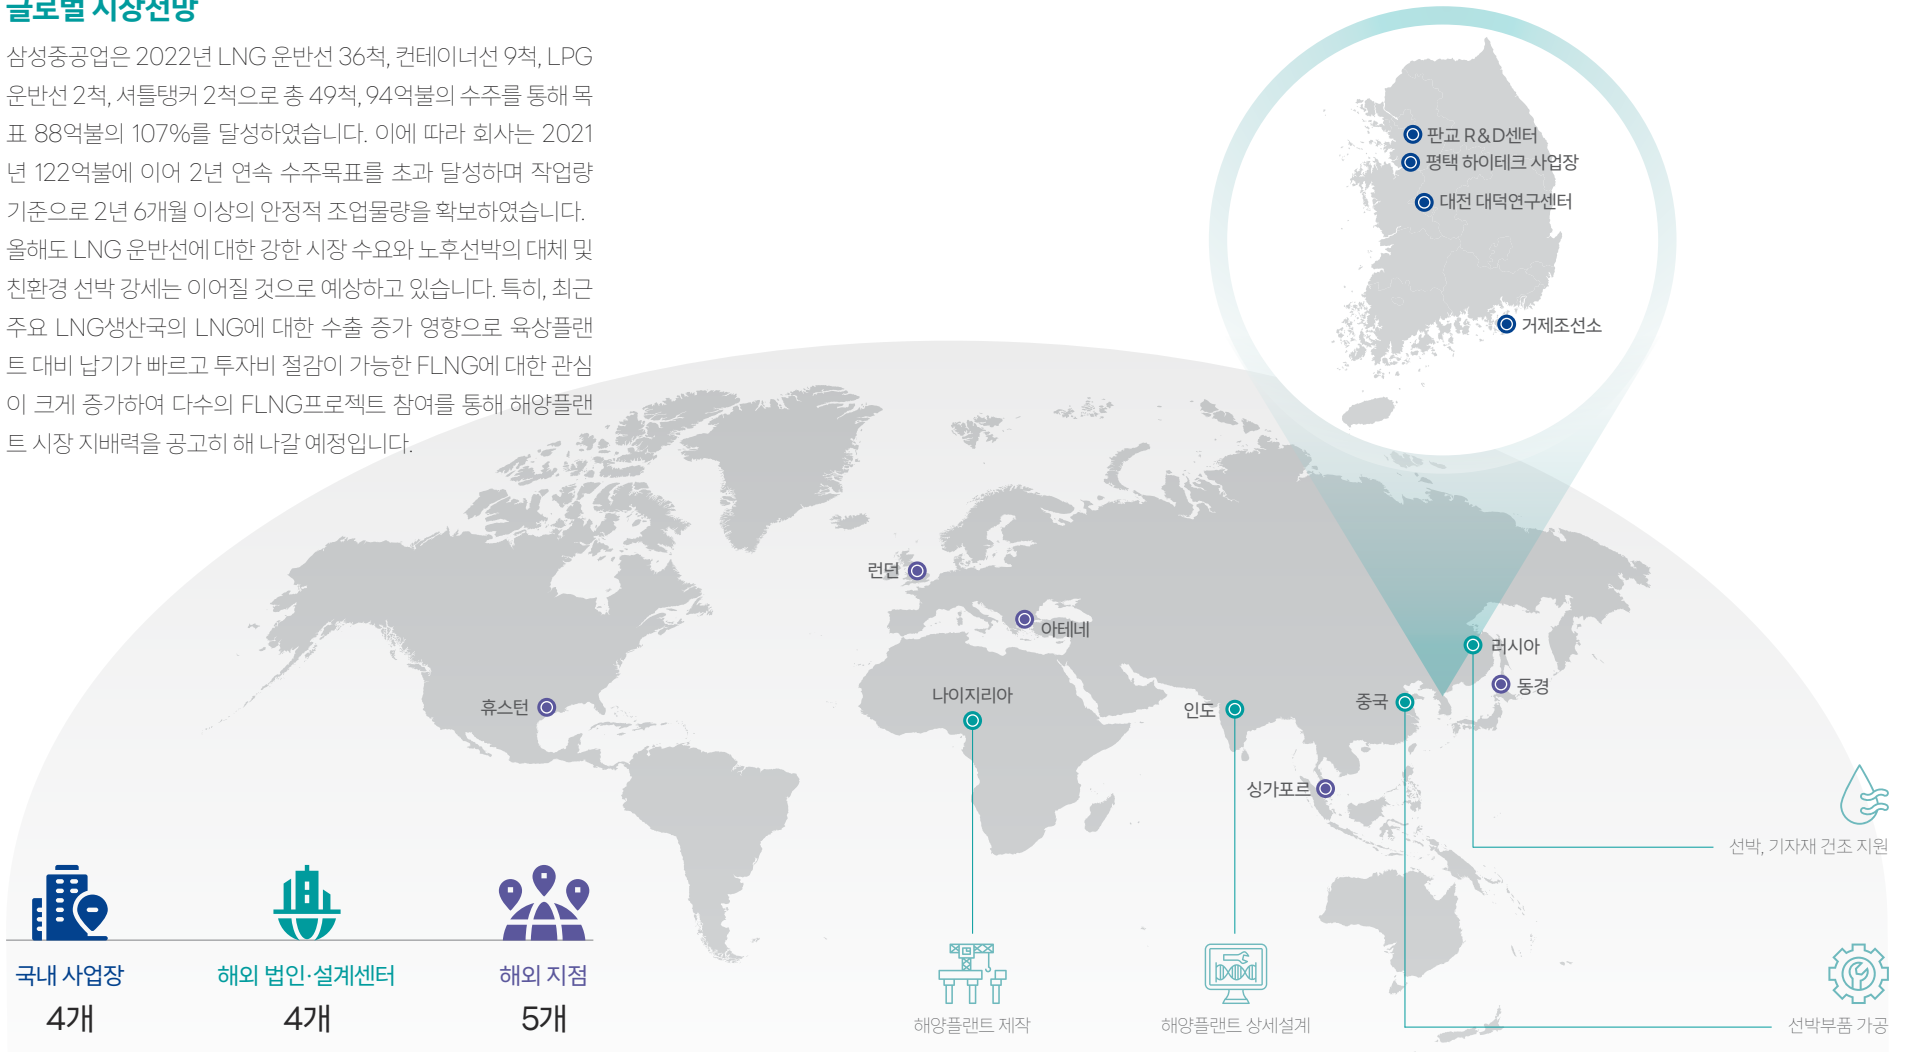 글로벌 시장전망
삼성중공업은 2022년 LNG 운반선 36척, 컨테이너선 9척, LPG
운반선 2척, 셔틀탱커 2척으로 총 49척, 94억불의 수주를 통해 목
표 88억불의 107%를 달성하였습니다. 이에 따라 회사는 2021
년 122억불에 이어 2년 연속 수주목표를 초과 달성하며 작업량
기준으로 2년 6개월 이상의 안정적 조업물량을 확보하였습니다.
올해도 LNG 운반선에 대한 강한 시장 수요와 노후선박의 대체 및
친환경 선박 강세는 이어질 것으로 예상하고 있습니다. 특히, 최근
주요 LNG생산국의 LNG에 대한 수출 증가 영향으로 육상플랜
트 대비 납기가 빠르고 투자비 절감이 가능한 FLNG에 대한 관심
이 크게 증가하여 다수의 FLNG프로젝트 참여를 통해 해양플랜
트 시장 지배력을 공고히 해 나갈 예정입니다.
판교 R&D센터
평택 하이테크 사업장
대전 대덕연구센터
거제조선소
런던
아테네
휴스턴
나이지리아
인도
중국
러시아
동경
싱가포르
선박, 기자재 건조 지원
해양플랜트 제작
해양플랜트 상세설계
선박부품 가공
국내 사업장
4개
해외 법인·설계센터
4개
해외 지점
5개